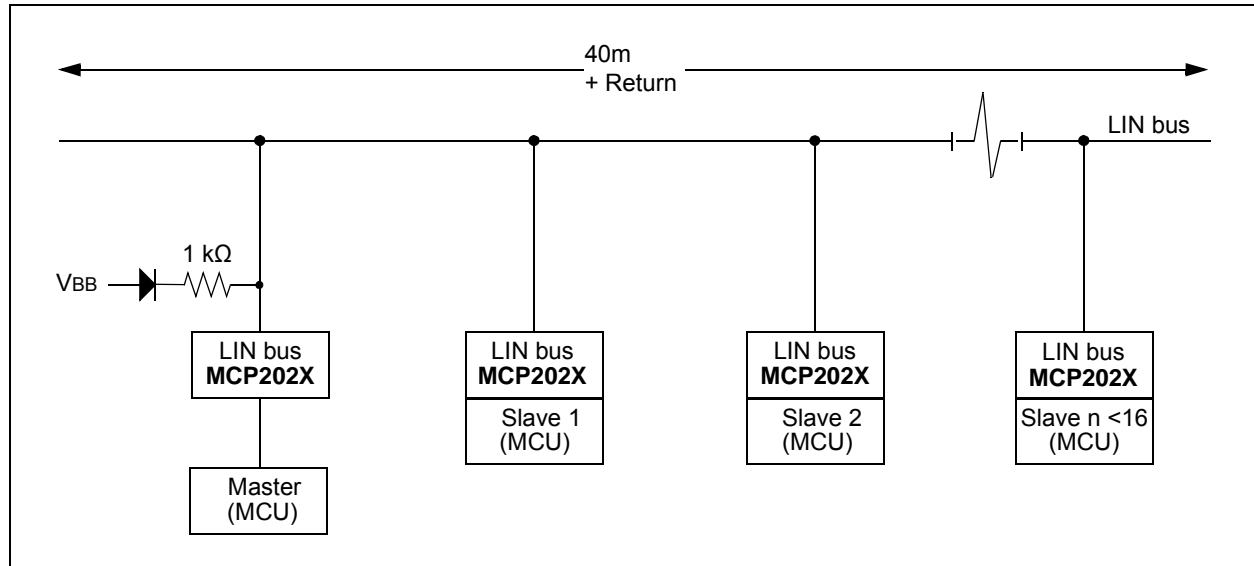 40m
+ Return
LIN bus
1 kΩ
VBB
LIN bus
MCP202X
Master
(MCU)
LIN bus
MCP202X
Slave 1
(MCU)
LIN bus
MCP202X
Slave 2
(MCU)
LIN bus
MCP202X
Slave n <16
(MCU)